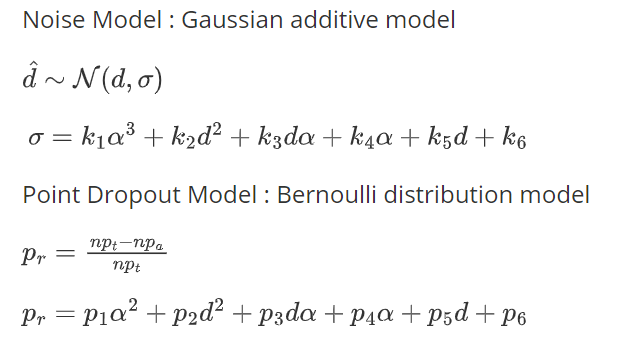 Noise Model : Gaussian additive model
d̂ ∼ 𝒩(d, σ)
σ = k₁α³ + k₂d² + k₃dα + k₄α + k₅d + k₆
Point Dropout Model : Bernoulli distribution model
pᵣ = (npₜ−npₐ)/npₜ
pᵣ = p₁α² + p₂d² + p₃dα + p₄α + p₅d + p₆